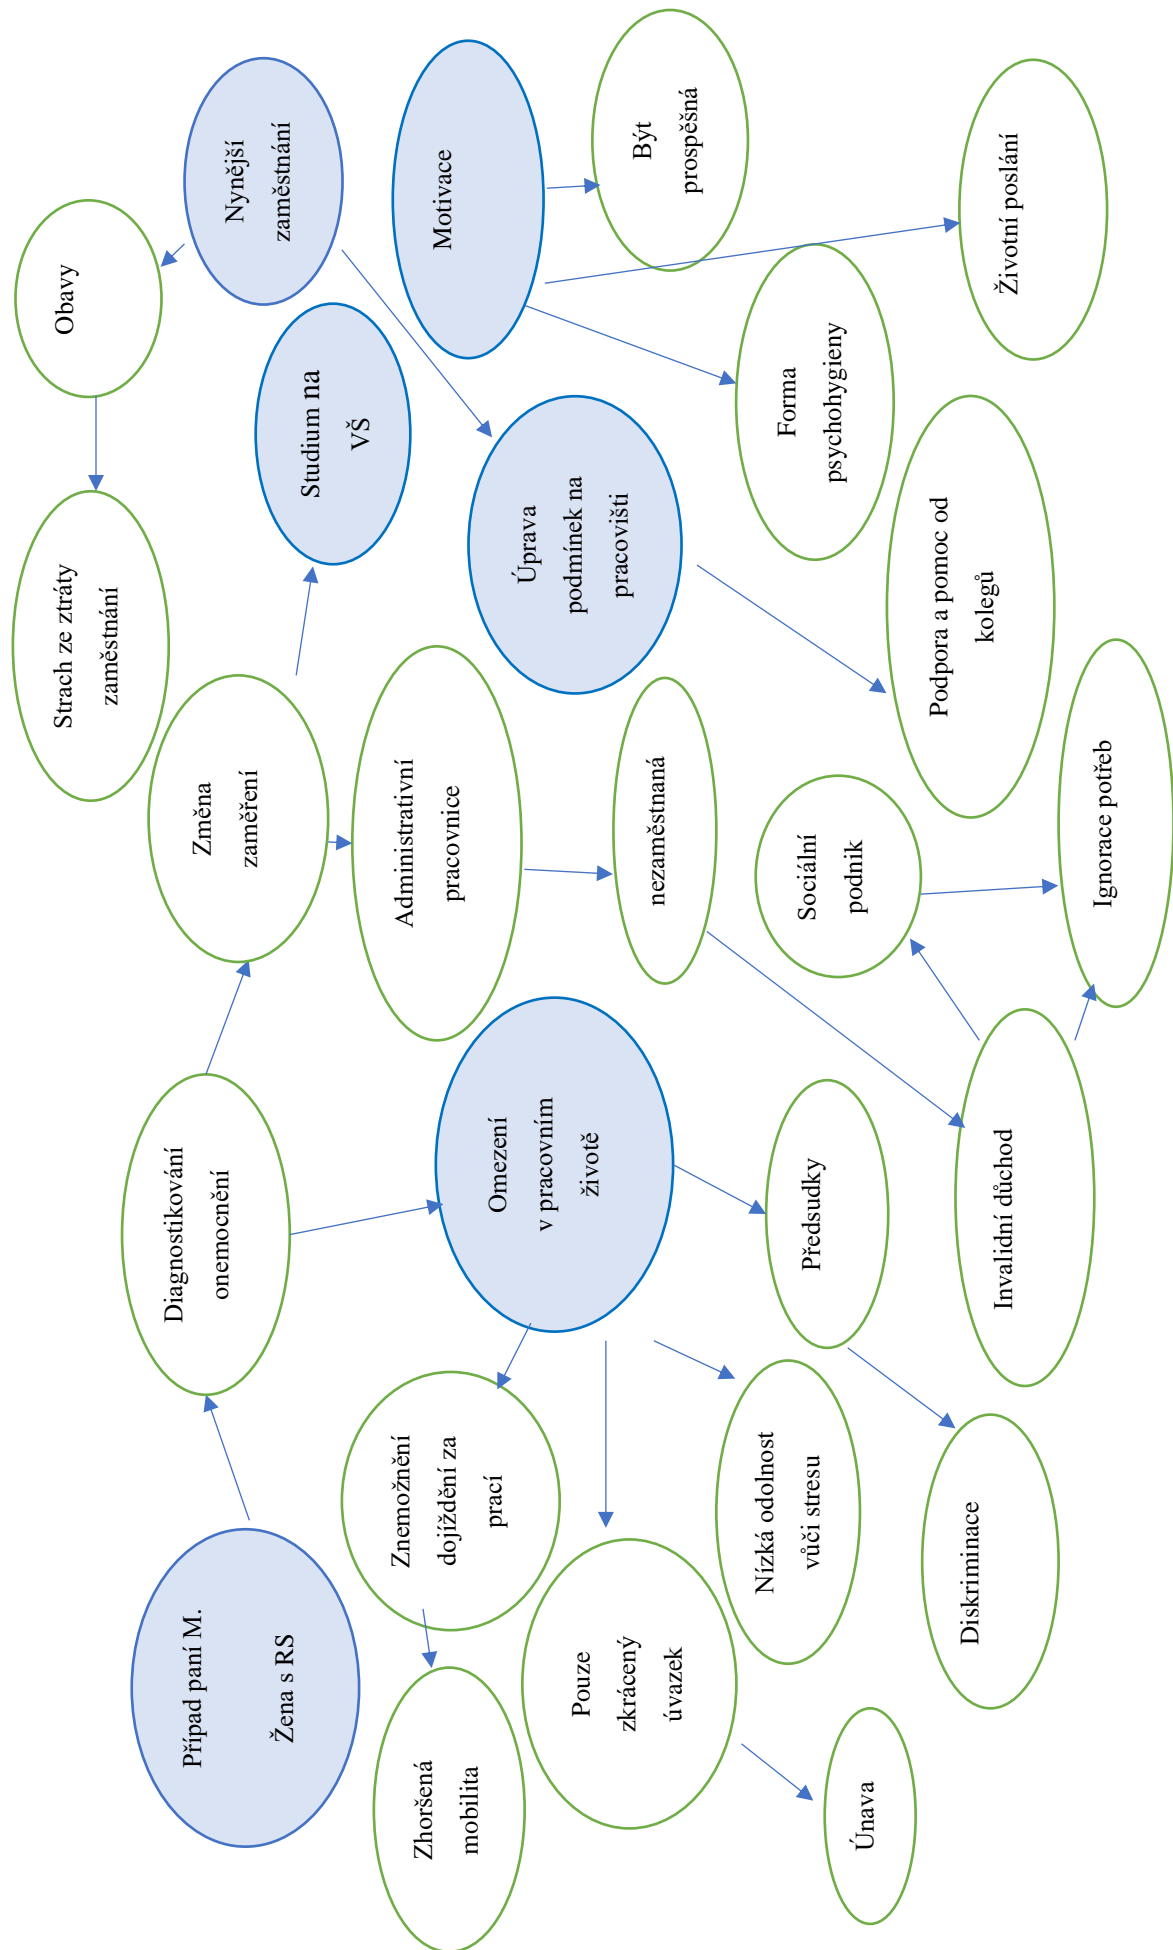 Případ paní M.
Žena s RS
Diagnostikování
onemocnění
Změna
zaměření
Strach ze ztráty
zaměstnání
Obavy
Nynější
zaměstnání
Studium na
VŠ
Administrativní
pracovnice
Motivace
Znemožnění
dojíždění za
prací
Zhoršená
mobilita
Omezení
v pracovním
životě
Úprava
podmínek na
pracovišti
nezaměstnaná
Být
prospěšná
Pouze
zkrácený
úvazek
Nízká odolnost
vůči stresu
Předsudky
Sociální
podnik
Forma
psychohygieny
Podpora a pomoc od
kolegů
Životní poslání
Únava
Diskriminace
Invalidní důchod
Ignorace potřeb